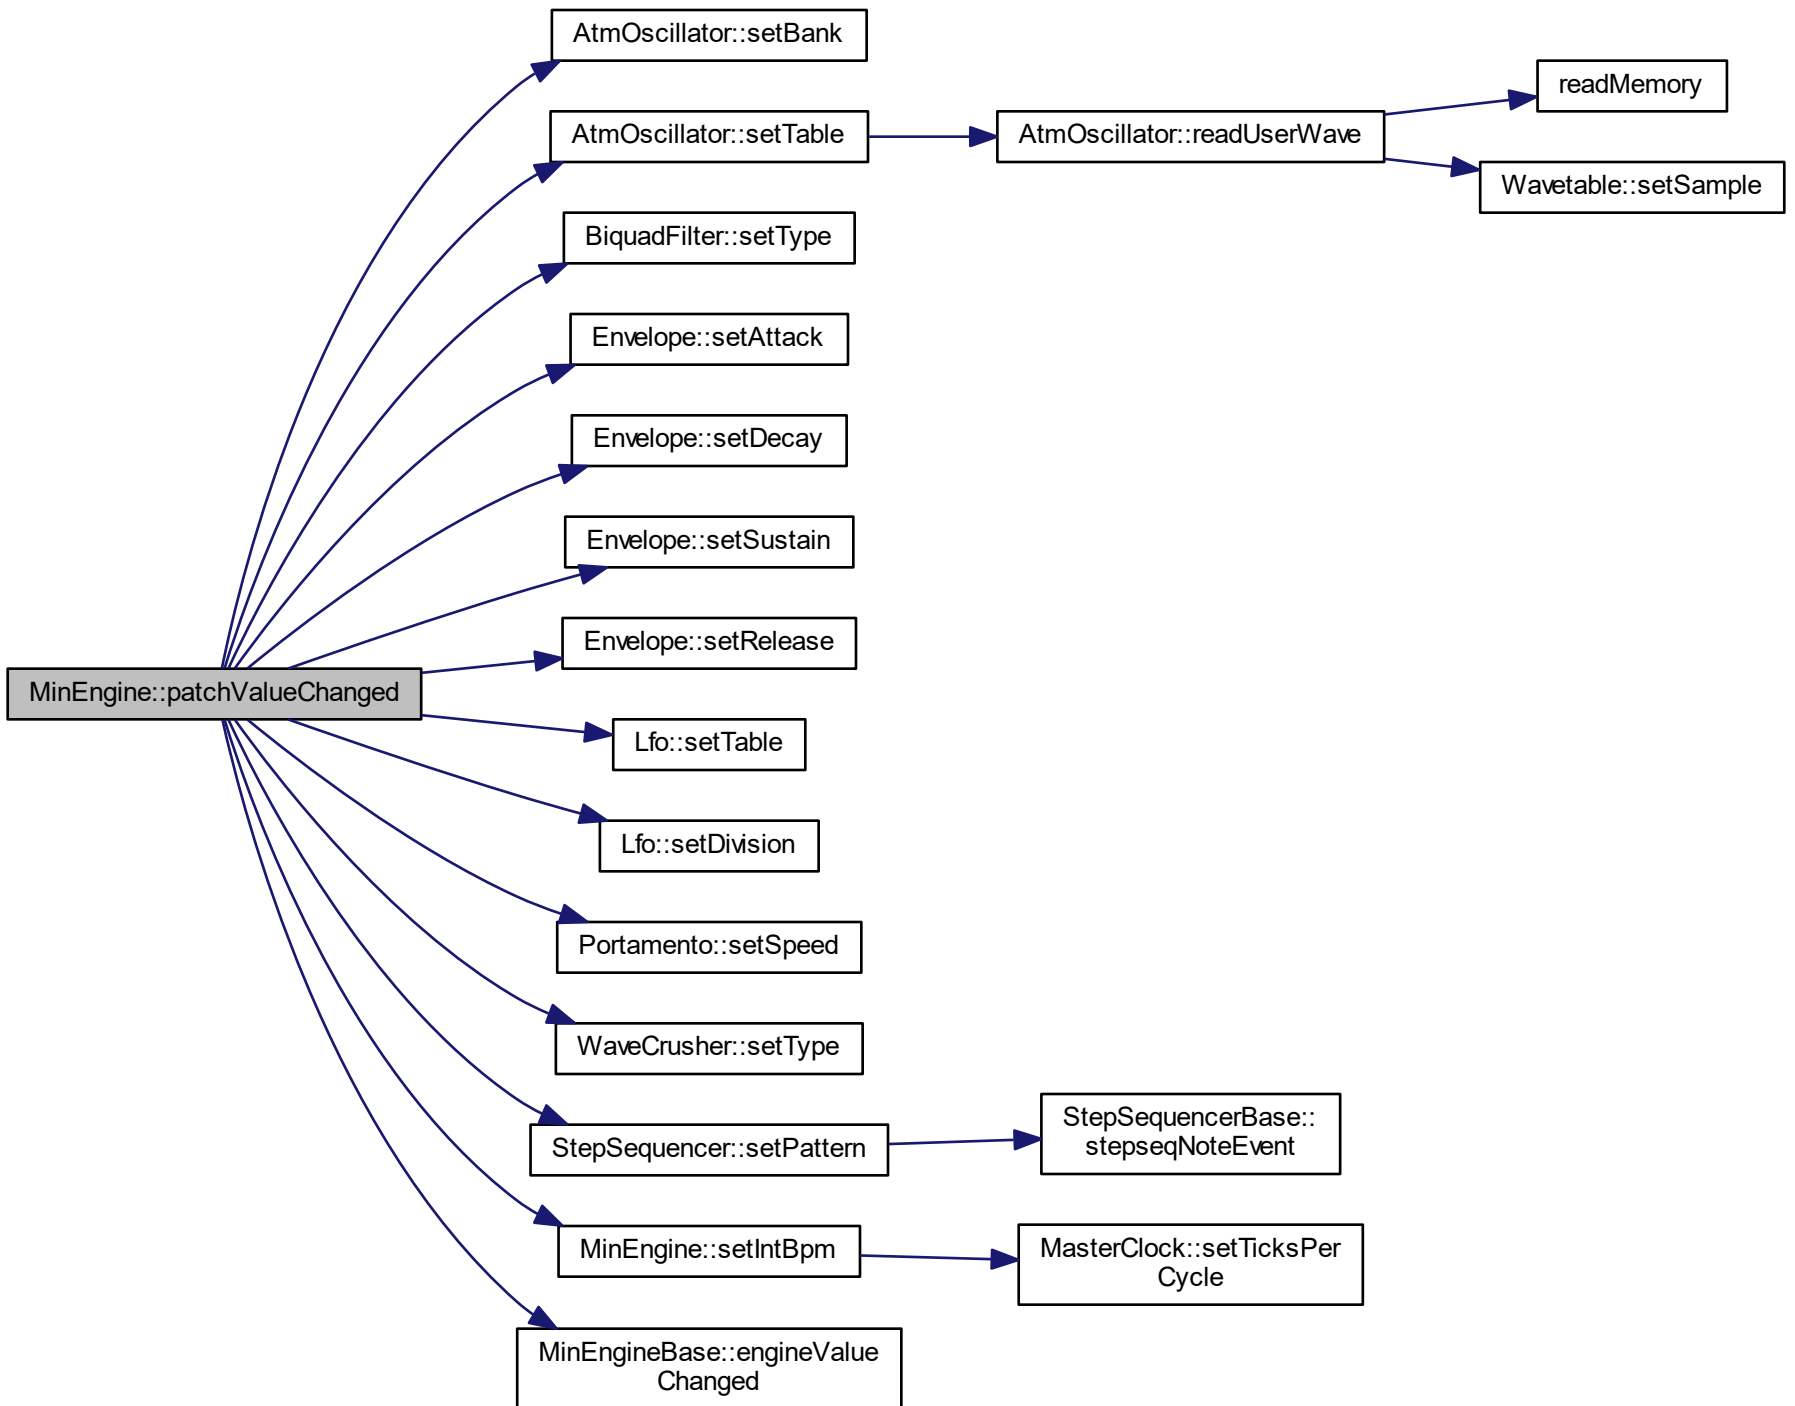 AtmOscillator::setBank
readMemory
AtmOscillator::setTable
AtmOscillator::readUserWave
Wavetable::setSample
BiquadFilter::setType
Envelope::setAttack
Envelope::setDecay
Envelope::setSustain
Envelope::setRelease
MinEngine::patchValueChanged
Lfo::setTable
Lfo::setDivision
Portamento::setSpeed
WaveCrusher::setType
StepSequencer::setPattern
StepSequencerBase::
stepseqNoteEvent
MinEngine::setIntBpm
MasterClock::setTicksPer
Cycle
MinEngineBase::engineValue
Changed